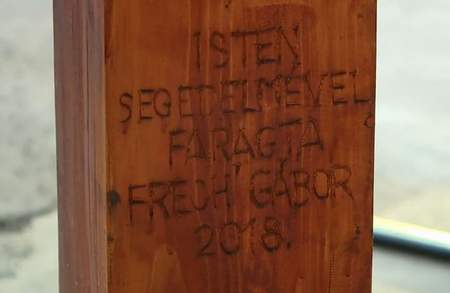 ISTEN
SEGEDELMÉVEL
FARAGTA
FRECH GÁBOR
2018.